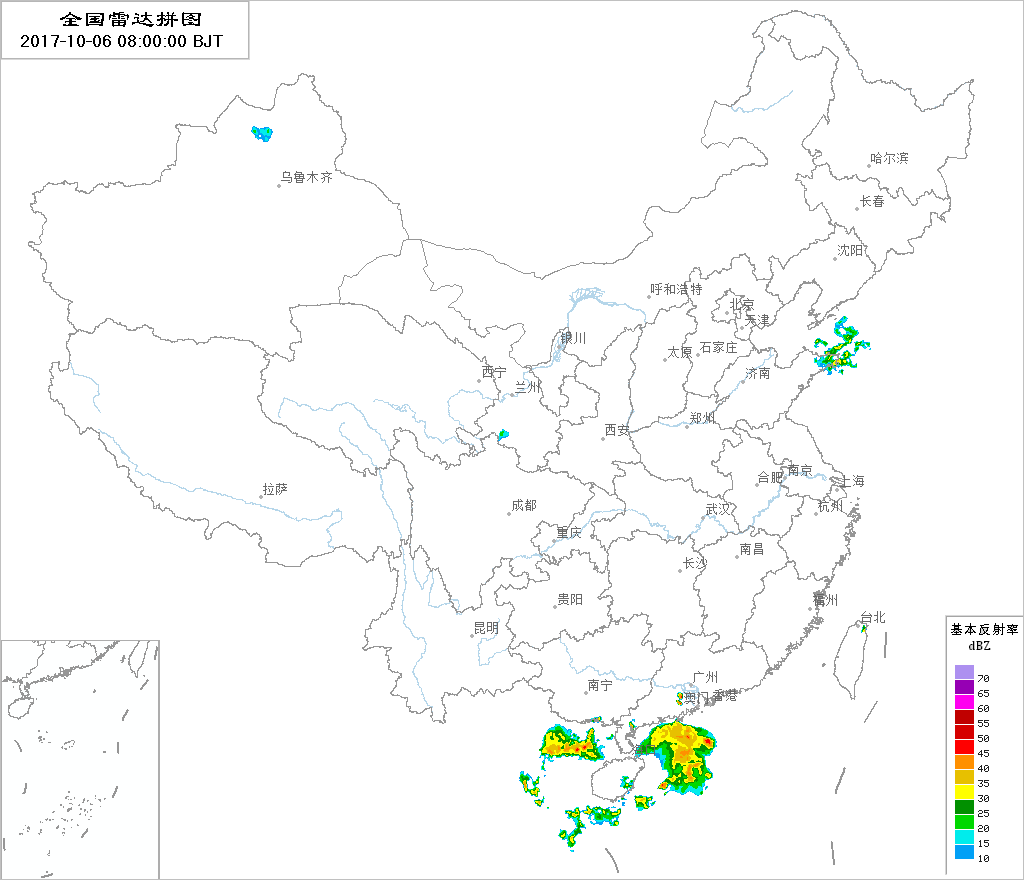 全国雷达拼图
2017-10-06 08:00:00 BJT
哈尔滨
乌鲁木齐
长春
沈阳
呼和浩特
北京
天津
银川
太原
石家庄
西宁
济南
兰州
郑州
西安
南京
合肥
上海
拉萨
成都
武汉
杭州
重庆
南昌
长沙
贵阳
福州
台北
昆明
广州
南宁
澳门
香港
基本反射率
dBZ
70
65
60
55
50
45
40
35
30
25
20
15
10